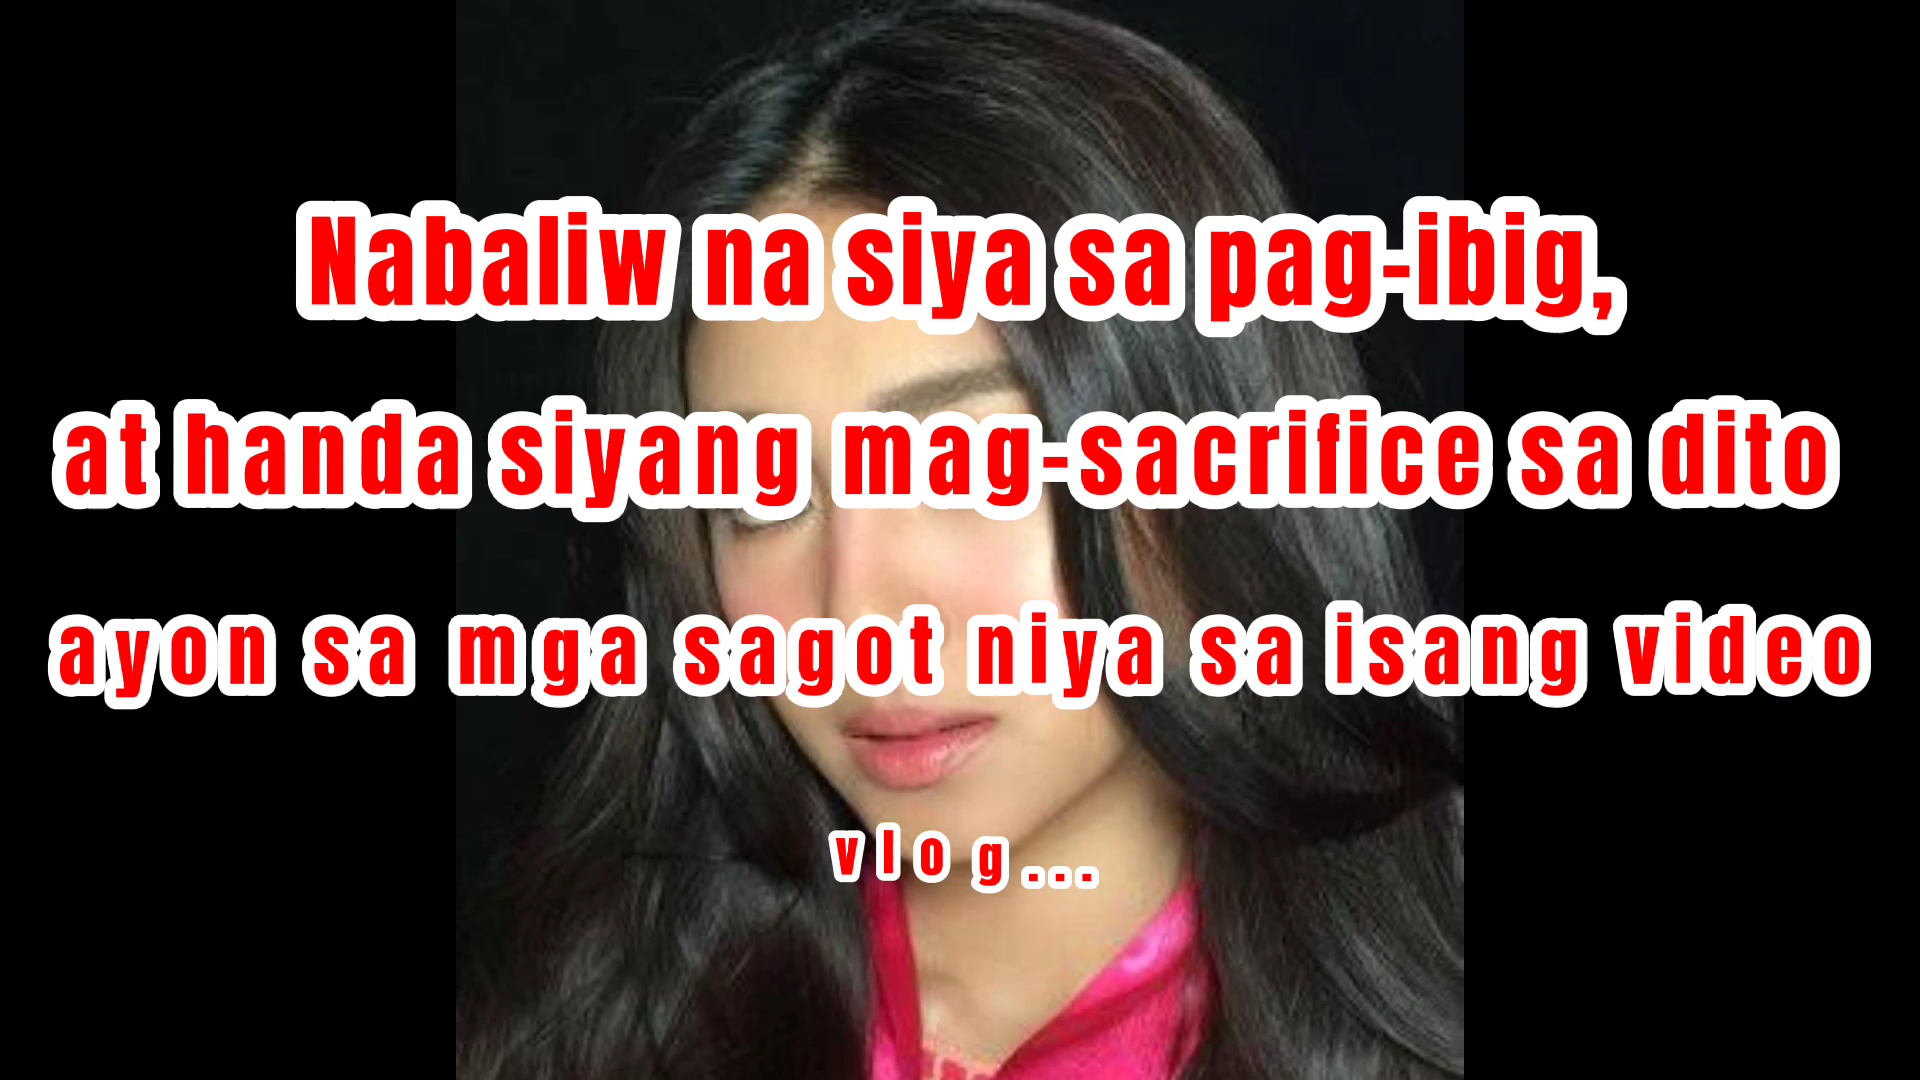 Nabaliw na siya sa pag-ibig,
at handa siyang mag-sacrifice sa dito
ayon sa mga sagot niya sa isang video
vlog...